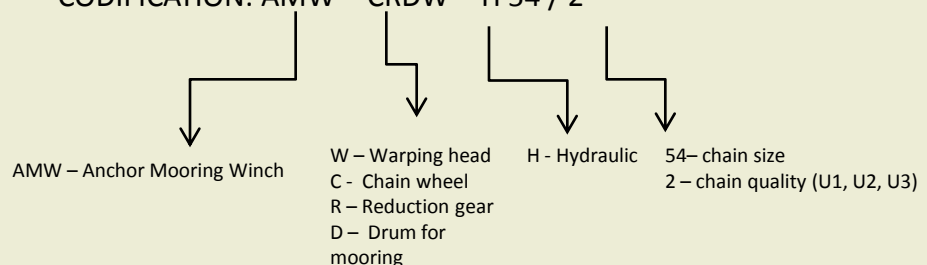 CODIFICATION: AMW – CRDW – H 54 / 2
AMW – Anchor Mooring Winch
W – Warping head
C - Chain wheel
R – Reduction gear
D – Drum for
mooring
H - Hydraulic
54– chain size
2 – chain quality (U1, U2, U3)